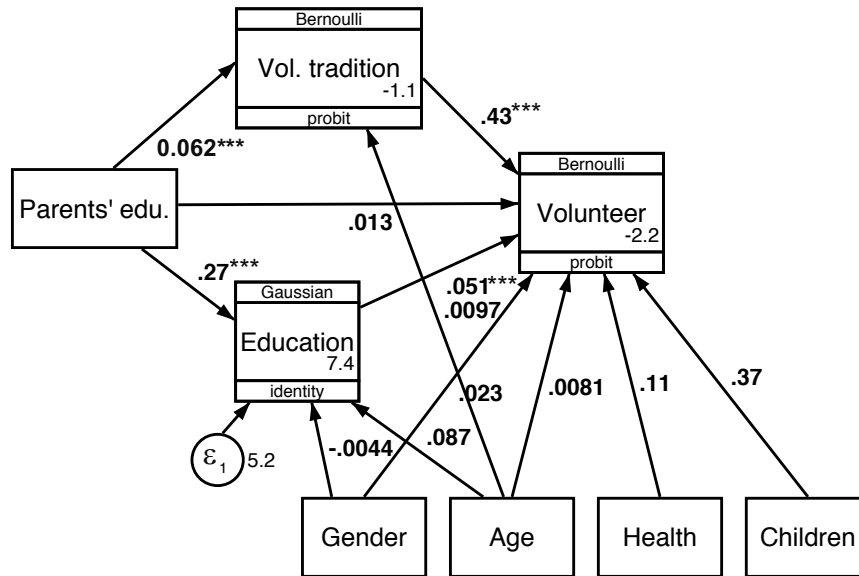 Bernoulli
Vol. tradition
-1.1
probit
.43***
0.062***
Bernoulli
Parents' edu.
Volunteer
.013
-2.2
probit
.27***
.051***
Gaussian
.0097
Education
7.4
identity
.023
.0081
.11
.37
-.0044
.087
ε1
5.2
Gender
Age
Health
Children